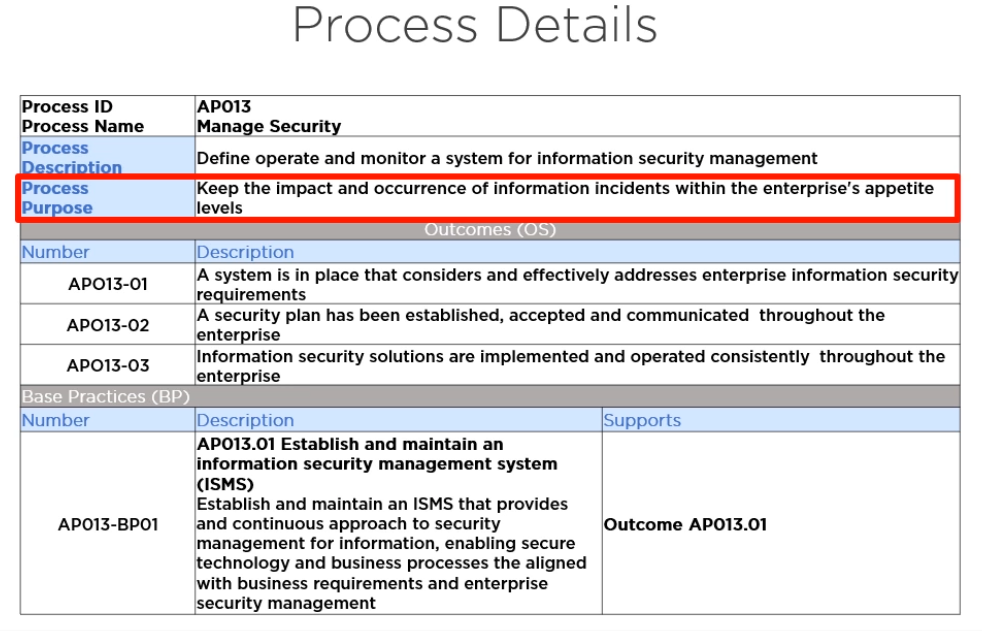 Process Details
Process ID
AP013
Process Name
Manage Security
Process
Description
Define operate and monitor a system for information security management
Process
Purpose
Keep the impact and occurrence of information incidents within the enterprise's appetite
levels
Outcomes (OS)
Number
Description
APO13-01
A system is in place that considers and effectively addresses enterprise information security
requirements
APO13-02
A security plan has been established, accepted and communicated throughout the
enterprise
APO13-03
Information security solutions are implemented and operated consistently throughout the
enterprise
Base Practices (BP)
Number
Description
Supports
AP013-BP01
AP013.01 Establish and maintain an
information security management system
(ISMS)
Establish and maintain an ISMS that provides
and continuous approach to security
management for information, enabling secure
technology and business processes the aligned
with business requirements and enterprise
security management
Outcome AP013.01